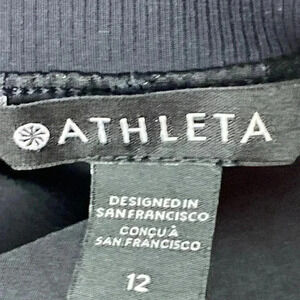 ATHLETA
DESIGNED IN
SAN FRANCISCO
CONÇU À
SAN FRANCISCO
12